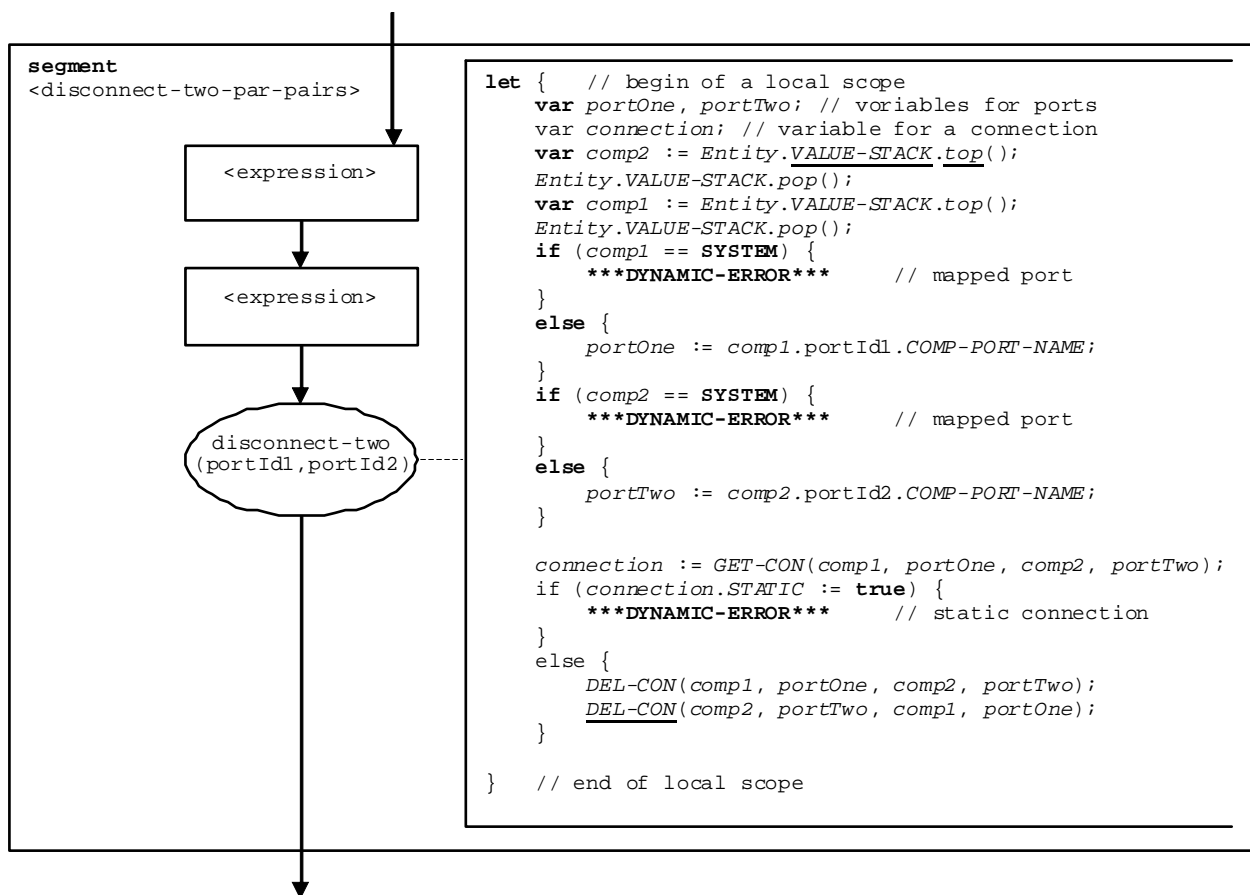 segment
<disconnect-two-par-pairs>
<expression>
<expression>
disconnect-two
(portId1,portId2)
let {   // begin of a local scope
    var portOne, portTwo; // voriables for ports
    var connection; // variable for a connection
    var comp2 := Entity.VALUE-STACK.top();
    Entity.VALUE-STACK.pop();
    var comp1 := Entity.VALUE-STACK.top();
    Entity.VALUE-STACK.pop();
    if (comp1 == SYSTEM) {
        ***DYNAMIC-ERROR***     // mapped port
    }
    else {
        portOne := comp1.portId1.COMP-PORT-NAME;
    }
    if (comp2 == SYSTEM) {
        ***DYNAMIC-ERROR***     // mapped port
    }
    else {
        portTwo := comp2.portId2.COMP-PORT-NAME;
    }
    connection := GET-CON(comp1, portOne, comp2, portTwo);
    if (connection.STATIC := true) {
        ***DYNAMIC-ERROR***     // static connection
    }
    else {
        DEL-CON(comp1, portOne, comp2, portTwo);
        DEL-CON(comp2, portTwo, comp1, portOne);
    }
}   // end of local scope